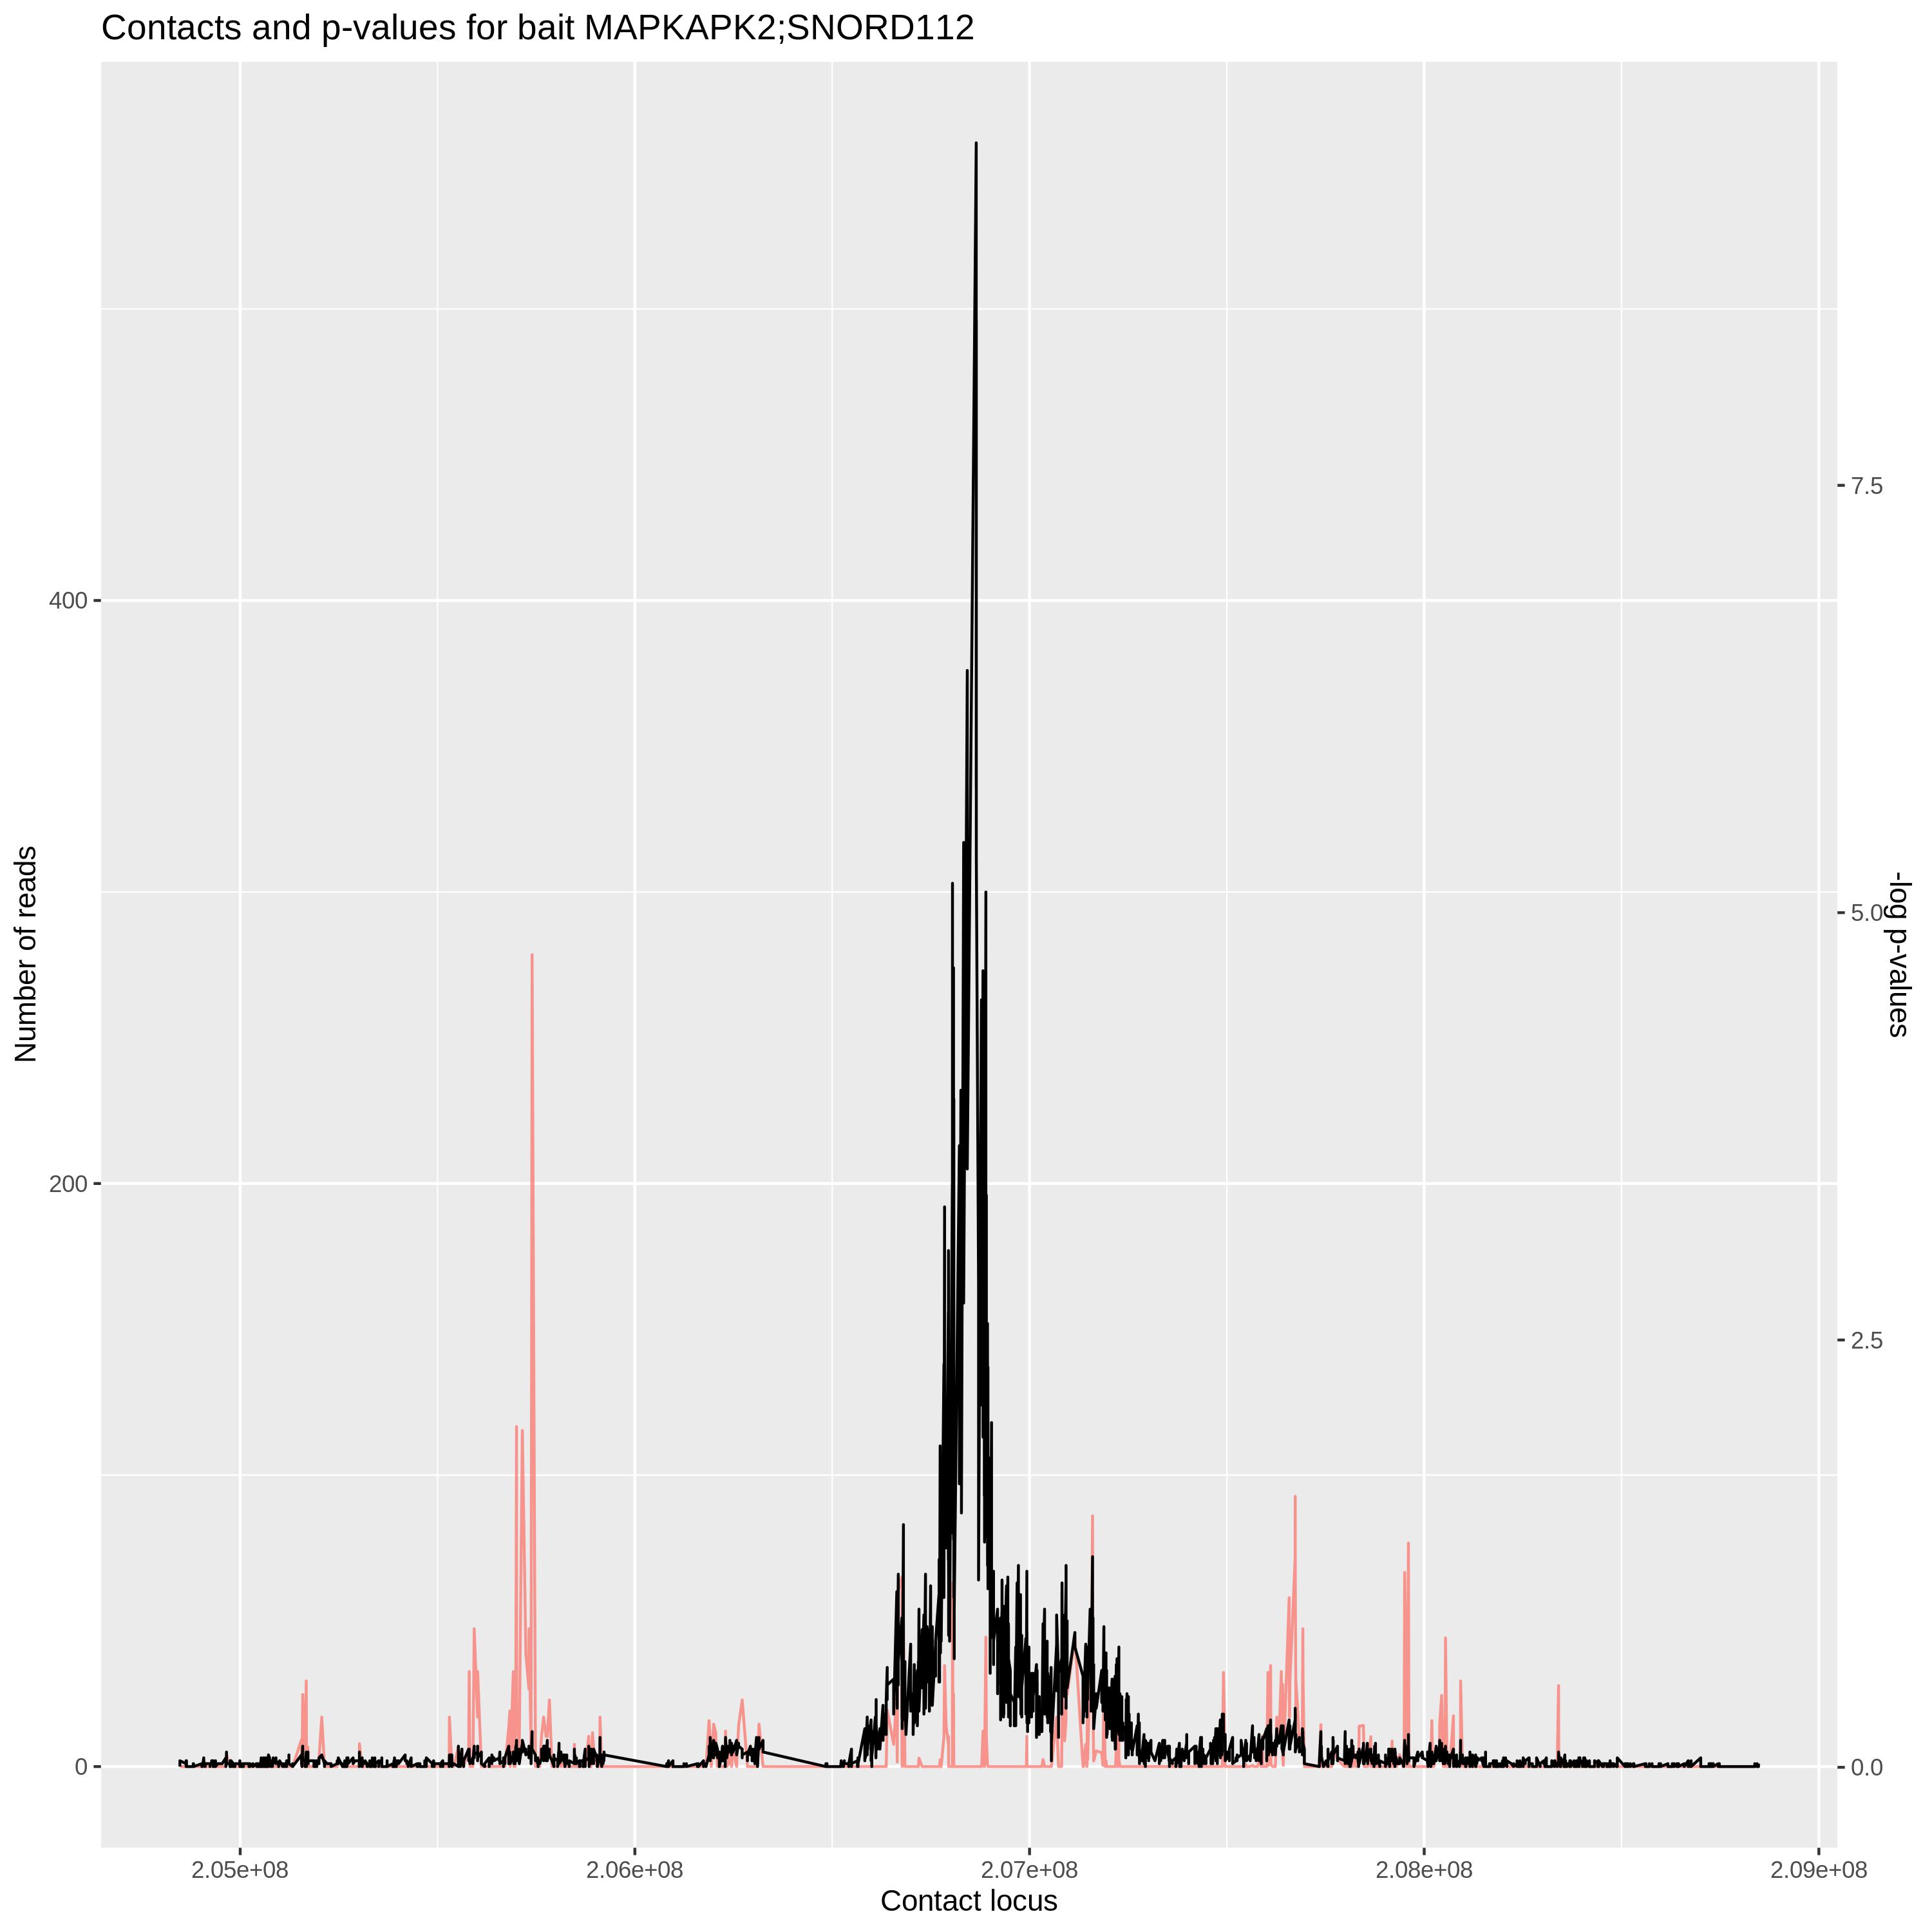 Contacts and p-values for bait MAPKAPK2;SNORD112
Number of reads
400
200
0
7.5
5.0
2.5
0.0
-log p-values
2.05e+08
2.06e+08
2.07e+08
2.08e+08
2.09e+08
Contact locus